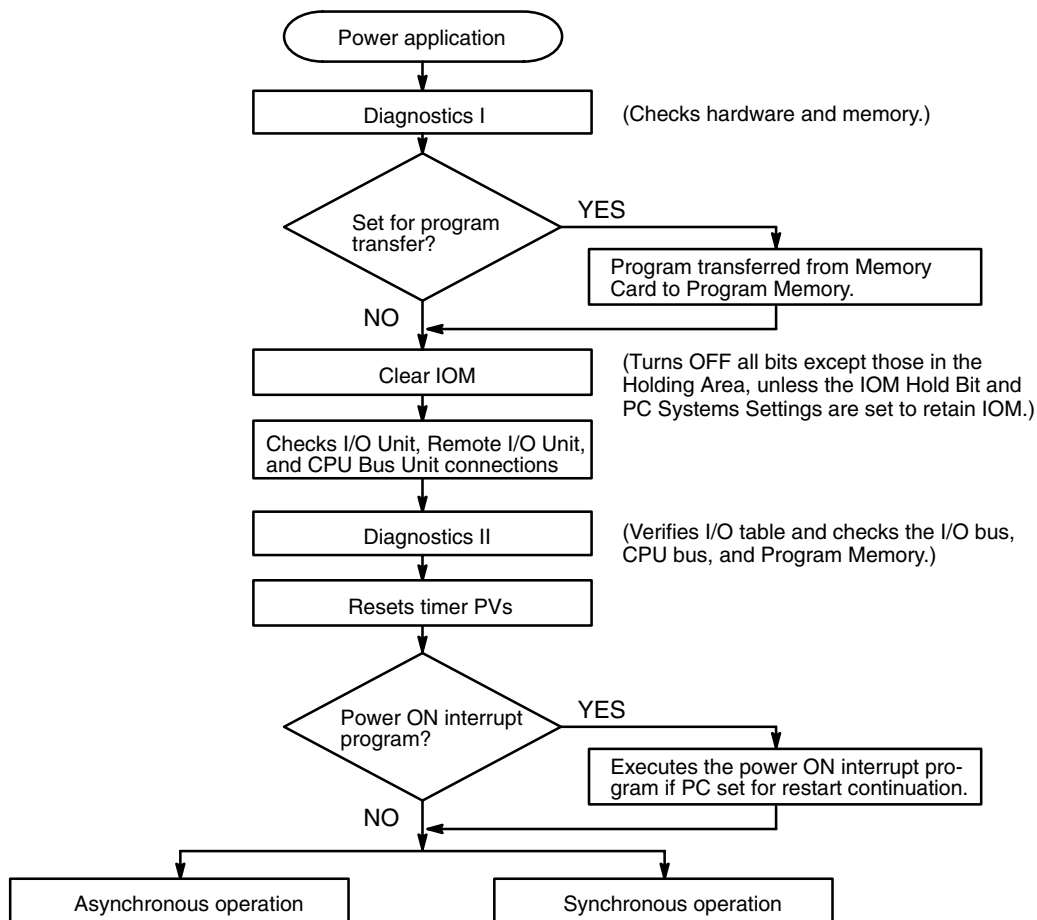 Power application
Diagnostics I
(Checks hardware and memory.)
Set for program
transfer?
YES
Program transferred from Memory
Card to Program Memory.
NO
Clear IOM
(Turns OFF all bits except those in the
Holding Area, unless the IOM Hold Bit and
PC Systems Settings are set to retain IOM.)
Checks I/O Unit, Remote I/O Unit,
and CPU Bus Unit connections
Diagnostics II
(Verifies I/O table and checks the I/O bus,
CPU bus, and Program Memory.)
Resets timer PVs
Power ON interrupt
program?
YES
Executes the power ON interrupt pro-
gram if PC set for restart continuation.
NO
Asynchronous operation
Synchronous operation